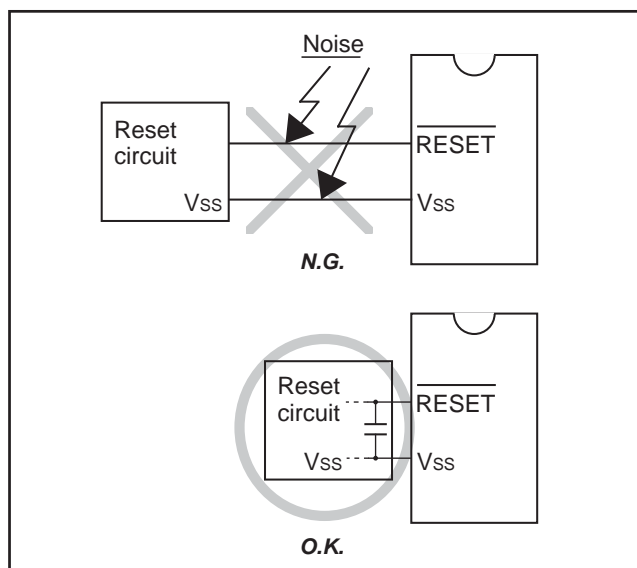 Noise
Reset
circuit
RESET
Vss
Vss
N.G.
Reset
circuit
RESET
Vss
Vss
O.K.